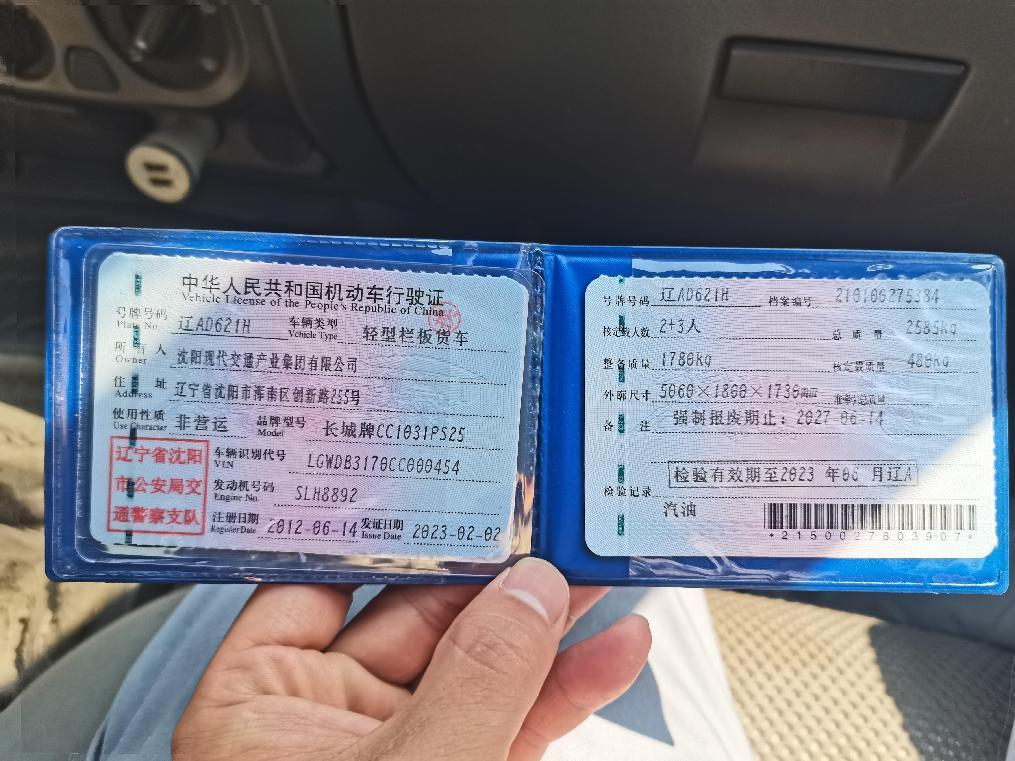 中华人民共和国机动车行驶证
Vehicle License of the People's Republic of China
号牌号码 Plate No. 辽AD621H 车辆类型 Vehicle Type 轻型栏板货车
所有人 Owner 沈阳现代交通产业集团有限公司
住址 Address 辽宁省沈阳市浑南区创新路255号
使用性质 Use Character 非营运 品牌型号 Model 长城牌CC1031PS25
辽宁省沈阳
市公安局交
通警察支队
车辆识别代号 VIN LGWDB3170CC000454
发动机号码 Engine No. SLH8892
注册日期 Register Date 2012-06-14 发证日期 Issue Date 2023-02-02
号牌号码 辽AD621H 档案编号 210100275384
核定载人数 2+3人 总质量 2585Kg
整备质量 1780Kg 核定载质量 480Kg
外廓尺寸 5060×1800×1730mm 准牵引总质量
备注 强制报废期止：2027-06-14
检验有效期至2023 年06 月辽A
检验记录
汽油
*2150027803907*